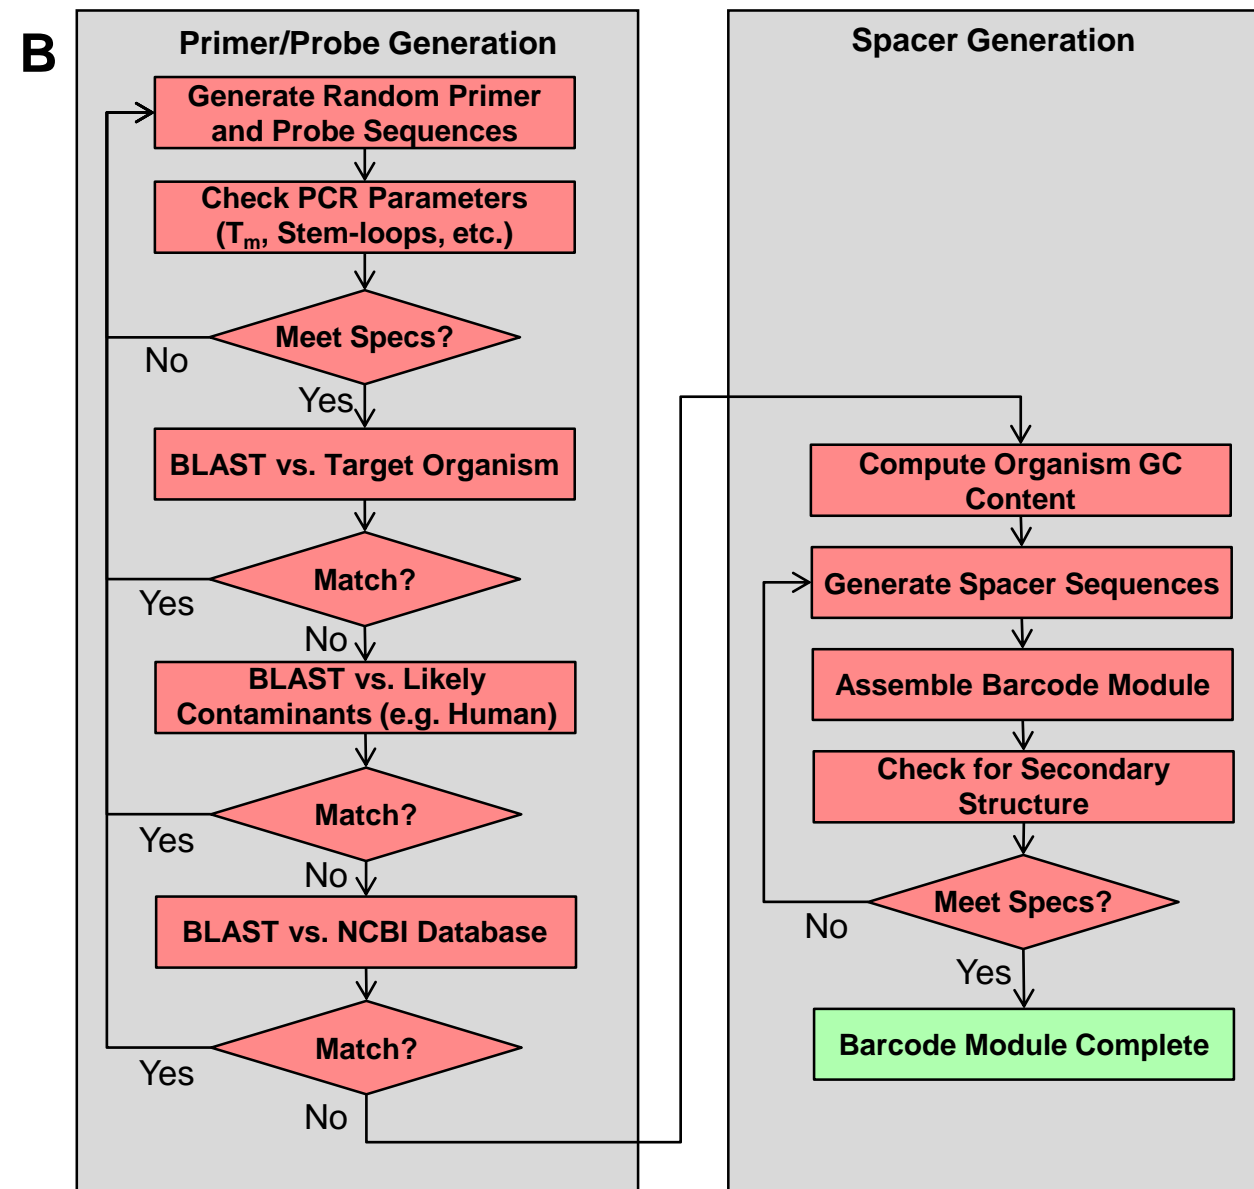 B
Primer/Probe Generation
Generate Random Primer
and Probe Sequences
Check PCR Parameters
(Tm, Stem-loops, etc.)
Meet Specs?
No
Yes
BLAST vs. Target Organism
Match?
Yes
No
BLAST vs. Likely
Contaminants (e.g. Human)
Match?
Yes
No
BLAST vs. NCBI Database
Match?
Yes
No
Spacer Generation
Compute Organism GC
Content
Generate Spacer Sequences
Assemble Barcode Module
Check for Secondary
Structure
Meet Specs?
No
Yes
Barcode Module Complete